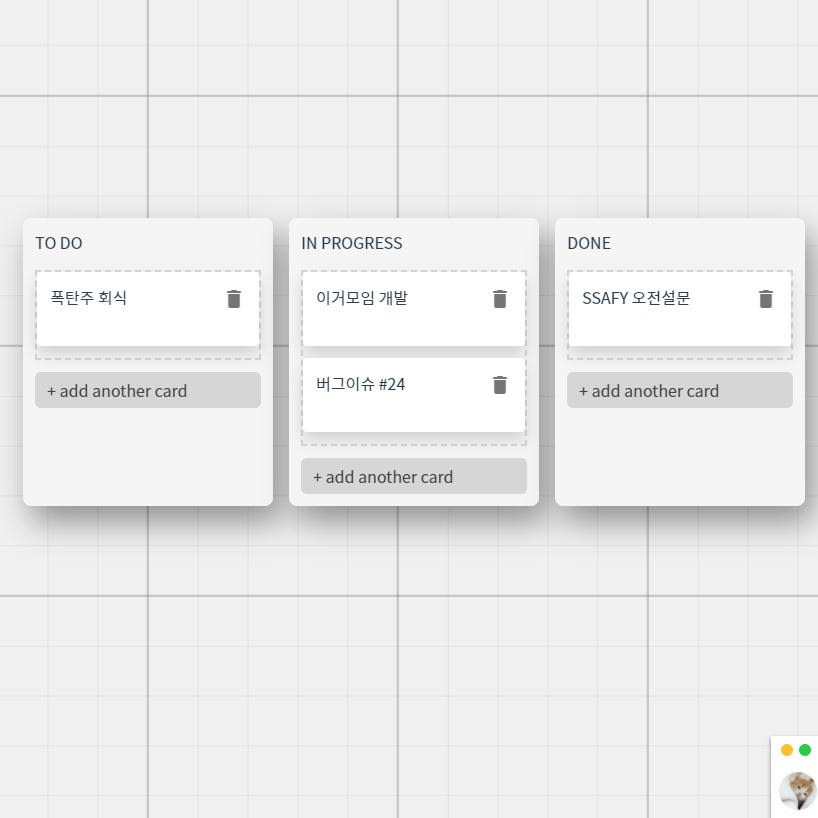 TO DO
폭탄주 회식
+ add another card
IN PROGRESS
이거모임 개발
버그이슈 #24
+ add another card
DONE
SSAFY 오전설문
+ add another card